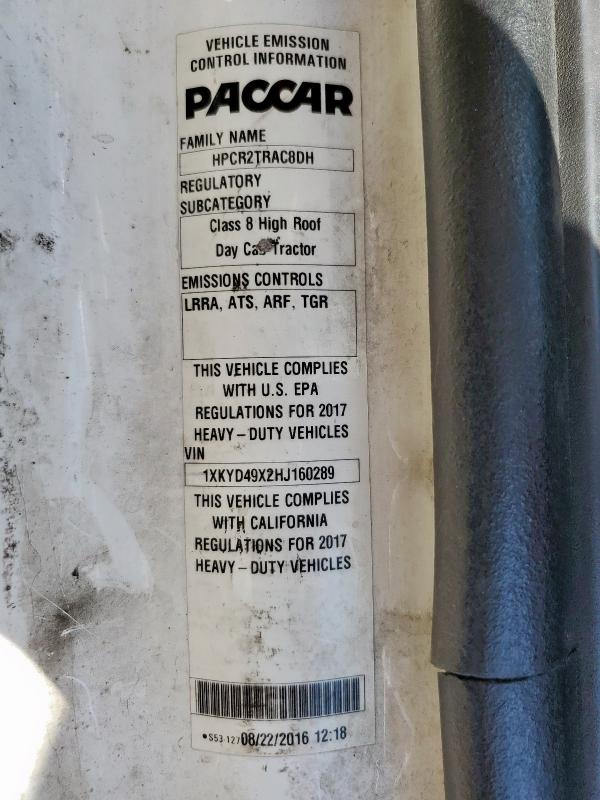 VEHICLE EMISSION
CONTROL INFORMATION
PACCAR
FAMILY NAME
HPCR2TRAC8DH
REGULATORY
SUBCATEGORY
Class 8 High Roof
Day Cab Tractor
EMISSIONS CONTROLS
LRRA, ATS, ARF, TGR
THIS VEHICLE COMPLIES
WITH U.S. EPA
REGULATIONS FOR 2017
HEAVY-DUTY VEHICLES
VIN
1XKYD49X2HJ160289
THIS VEHICLE COMPLIES
WITH CALIFORNIA
REGULATIONS FOR 2017
HEAVY-DUTY VEHICLES
•S53-127 08/22/2016 12:18